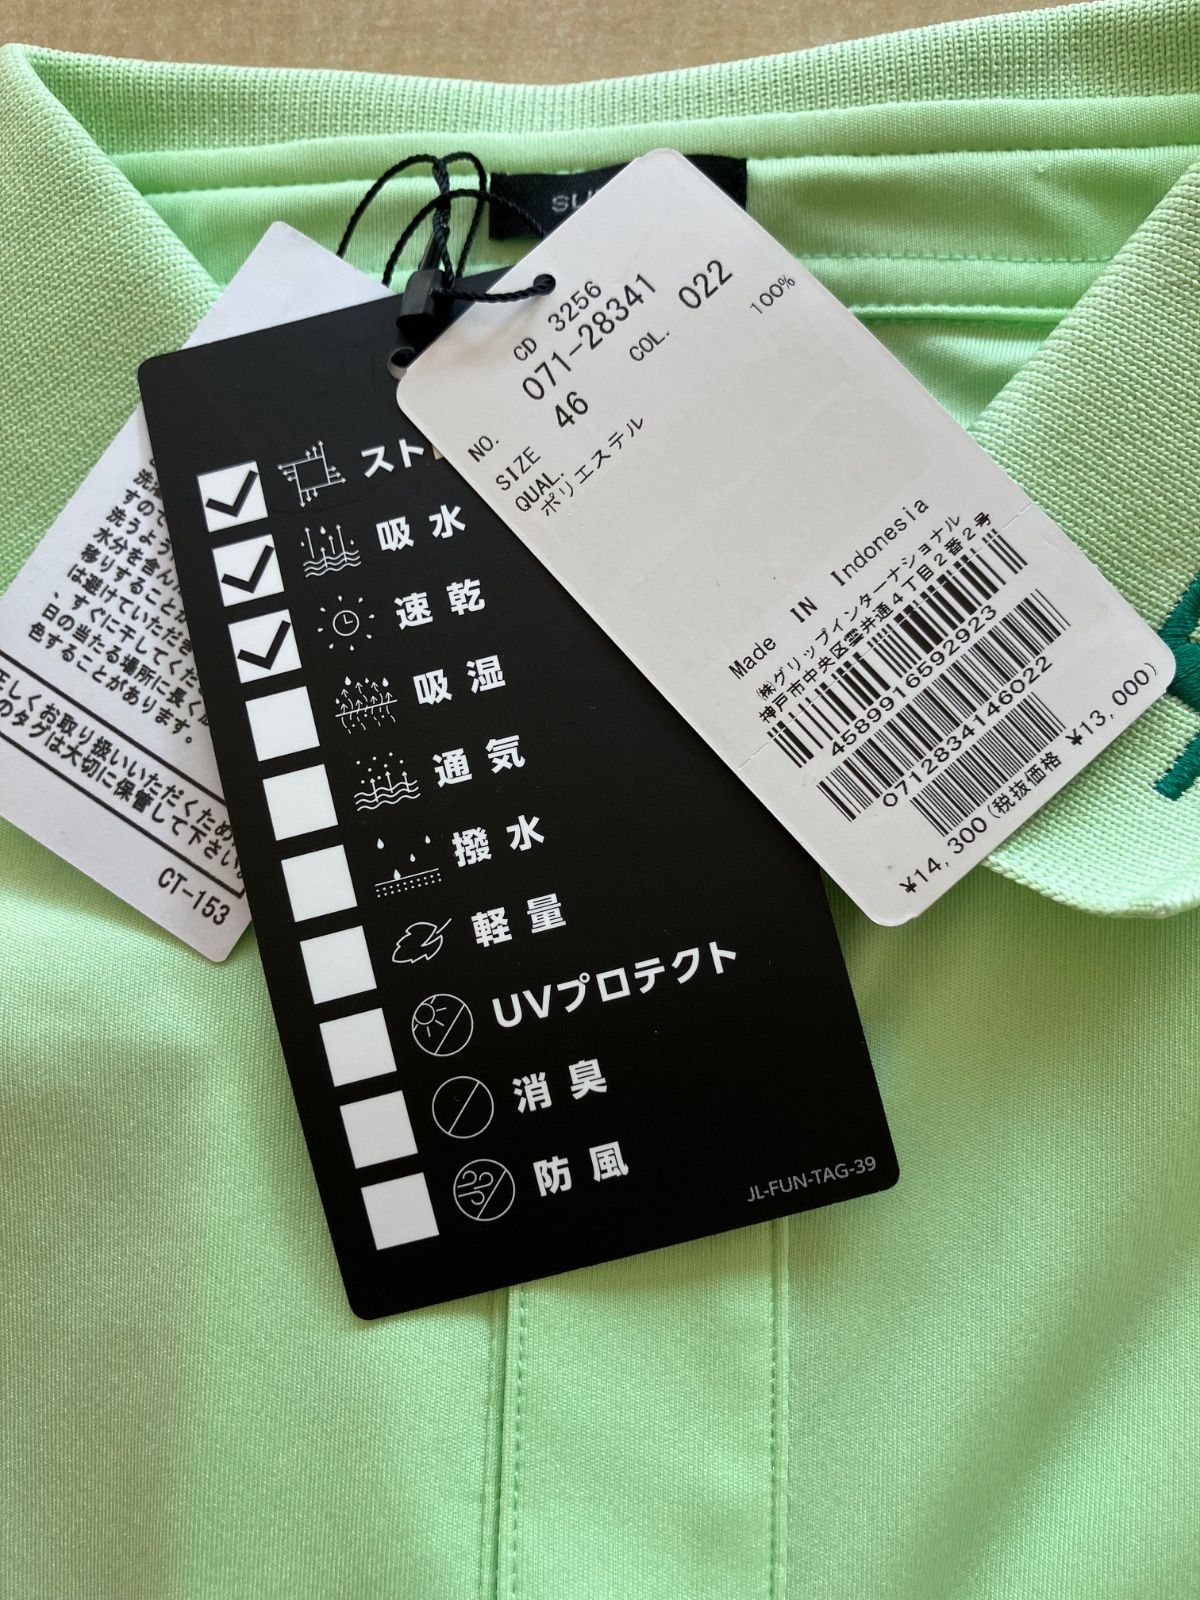 CD 3256
NO. 071-28341
SIZE 46 COL. 022
QUAL.
ポリエステル 100%
Made IN Indonesia
㈱グリップインターナショナル
神戸市中央区雲井通4丁目2番2号
4589916592923
0712834146022
¥14,300(税抜価格 ¥13,000)
スト
吸水
速乾
吸湿
通気
撥水
軽量
UVプロテクト
消臭
防風
JL-FUN-TAG-39
すので
洗うよう
水分を含ん
移りすることが
は避けていただき
、すぐに干してくだ
日の当たる場所に長く
色することがあります。
正しくお取り扱いいただくため
のタグは大切に保管して下さい。
CT-153